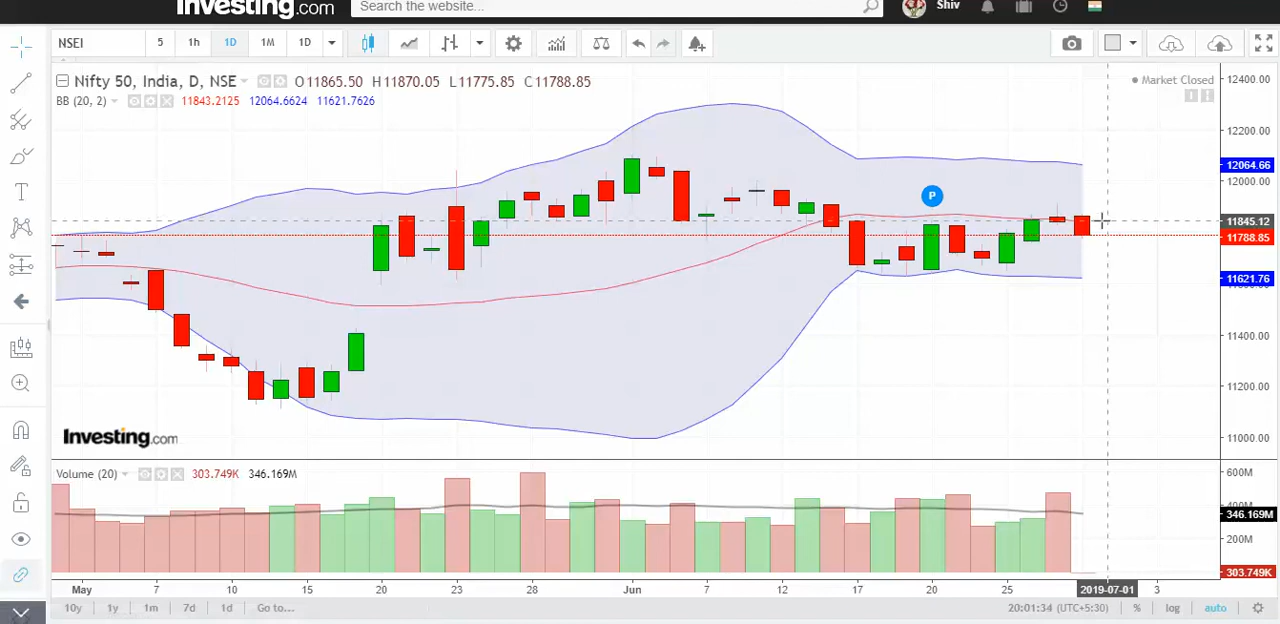 Investing.com
Search the website...
Shiv
NSEI
5
1h
1D
1M
1D
Nifty 50, India, D, NSE
O11865.50 H11870.05 L11775.85 C11788.85
Market Closed
BB (20, 2)
11843.2125 12064.6624 11621.7626
12400.00
12200.00
12064.66
12000.00
11845.12
11788.85
11621.76
11400.00
11200.00
11000.00
P
T
Investing.com
Volume (20)
303.749K 346.169M
600M
346.169M
200M
303.749K
May 7 10 15 20 23 28 Jun 7 12 17 20 25 2019-07-01 3
10y 1y 1m 7d 1d Go to...
20:01:34 (UTC+5:30) % log auto